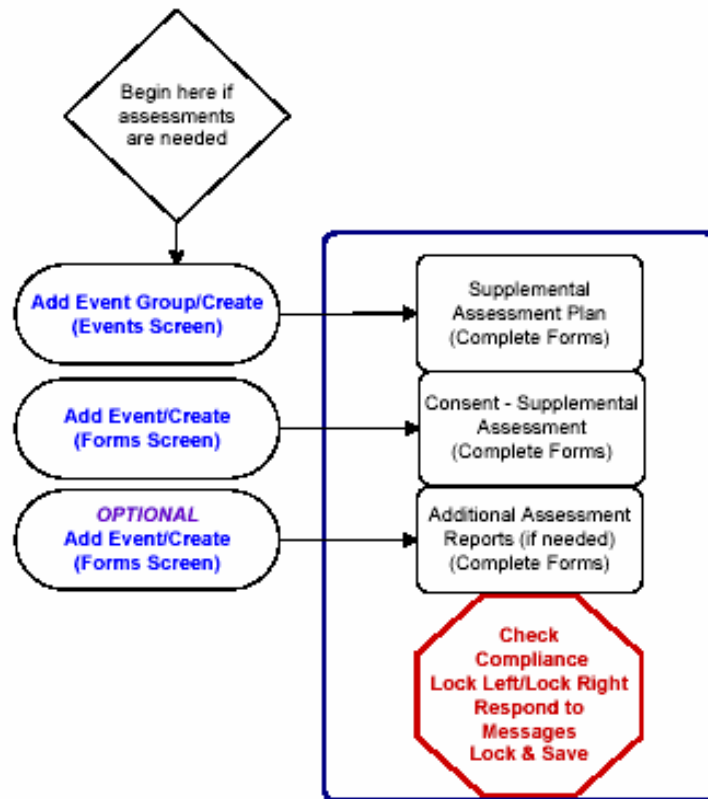 Begin here if
assessments
are needed
Add Event Group/Create
(Events Screen)
Supplemental
Assessment Plan
(Complete Forms)
Add Event/Create
(Forms Screen)
Consent - Supplemental
Assessment
(Complete Forms)
OPTIONAL
Add Event/Create
(Forms Screen)
Additional Assessment
Reports (if needed)
(Complete Forms)
Check
Compliance
Lock Left/Lock Right
Respond to
Messages
Lock & Save